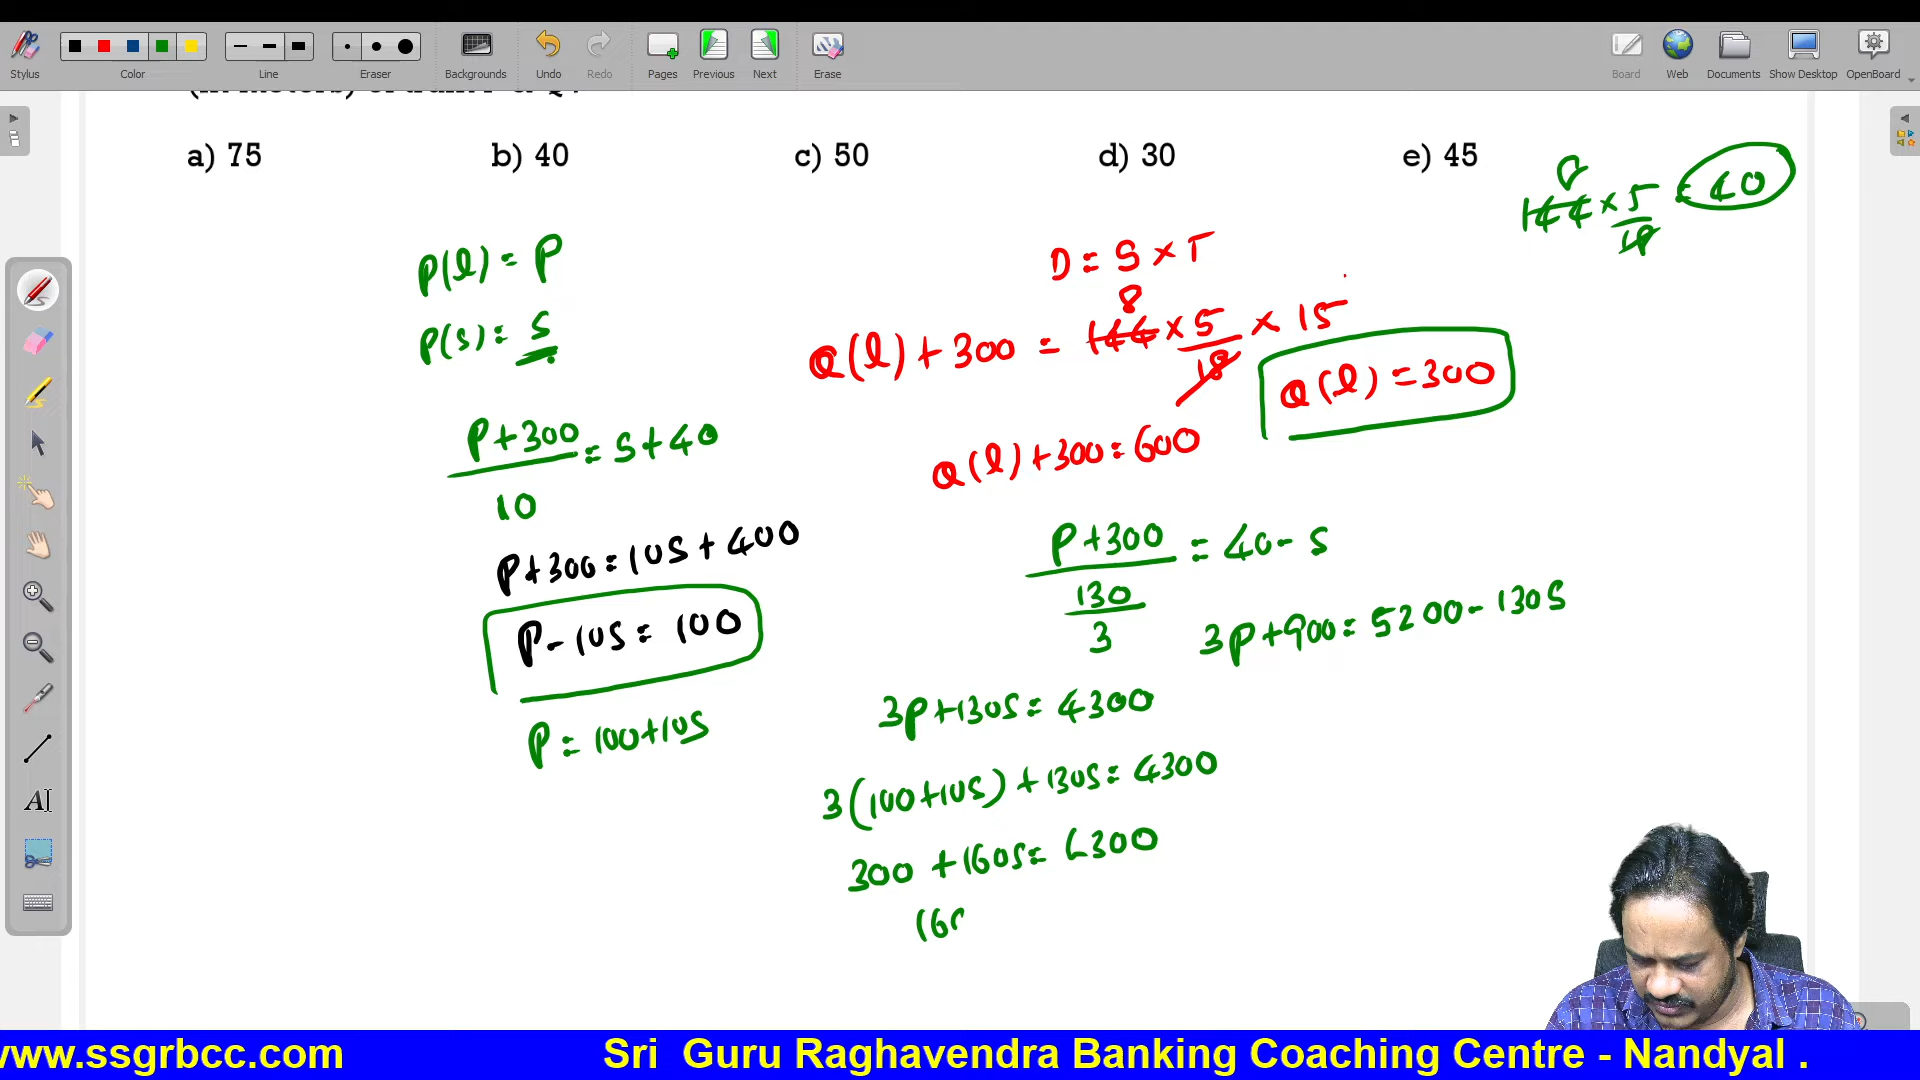 Stylus
Color
Line
Eraser
Backgrounds
Undo
Redo
Pages
Previous
Next
Erase
Board
Web
Documents
Show Desktop
OpenBoard
a) 75
b) 40
c) 50
d) 30
e) 45
8
144 × 5/18 = 40
P(l) = P
P(s) = S
P+300/10 = S+40
P+300 = 10S + 400
P - 10S = 100
P = 100+10S
D = S × T
8
Q(l) + 300 = 144 × 5/18 × 15
Q(l) = 300
Q(l) + 300 = 600
P+300/130/3 = 40 - S
3P+900 = 5200 - 130S
3P+130S = 4300
3(100+10S) + 130S = 4300
300 + 160S = 4300
160
www.ssgrbcc.com
Sri Guru Raghavendra Banking Coaching Centre - Nandyal .